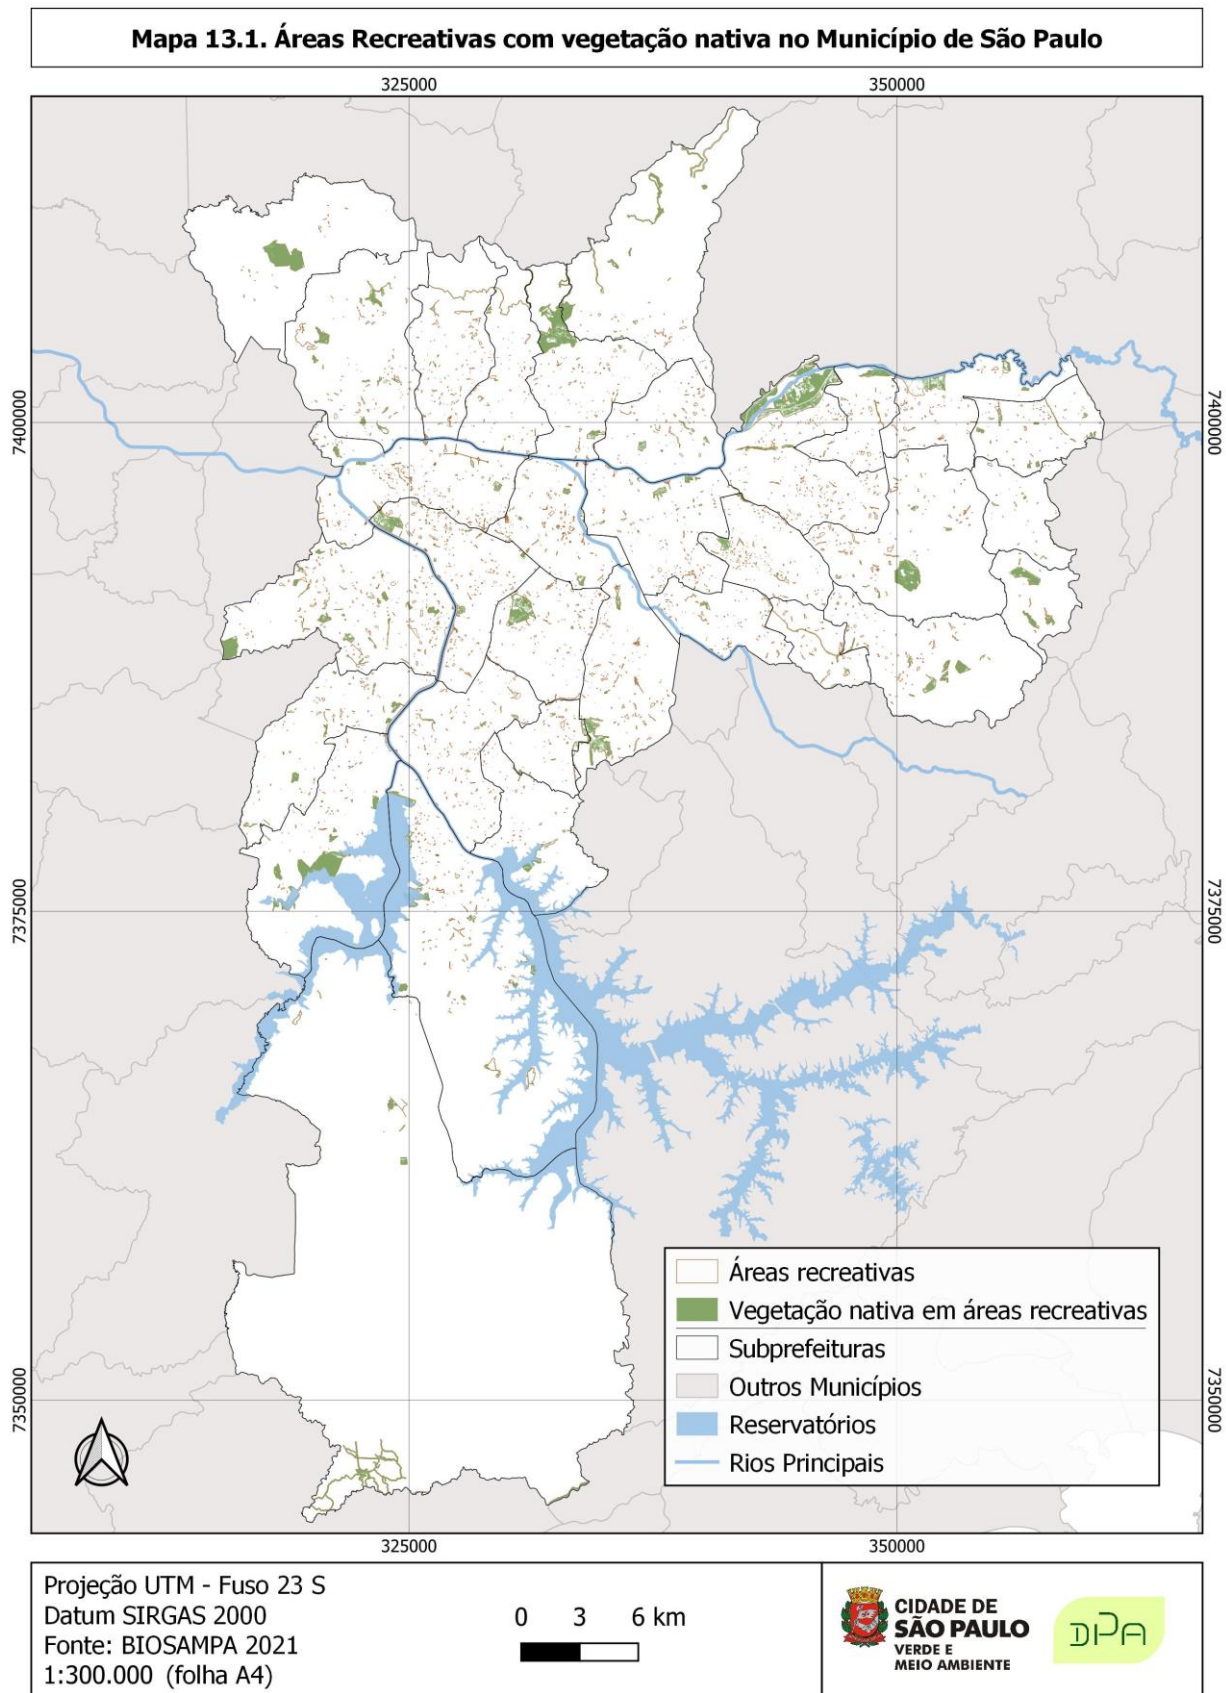 Mapa 13.1. Áreas Recreativas com vegetação nativa no Município de São Paulo
325000
350000
7400000
7400000
7375000
7375000
7350000
7350000
Áreas recreativas
Vegetação nativa em áreas recreativas
Subprefeituras
Outros Municípios
Reservatórios
Rios Principais
325000
350000
Projeção UTM - Fuso 23 S
Datum SIRGAS 2000
Fonte: BIOSAMPA 2021
1:300.000 (folha A4)
0 3 6 km
CIDADE DE
SÃO PAULO
VERDE E
MEIO AMBIENTE
DPA